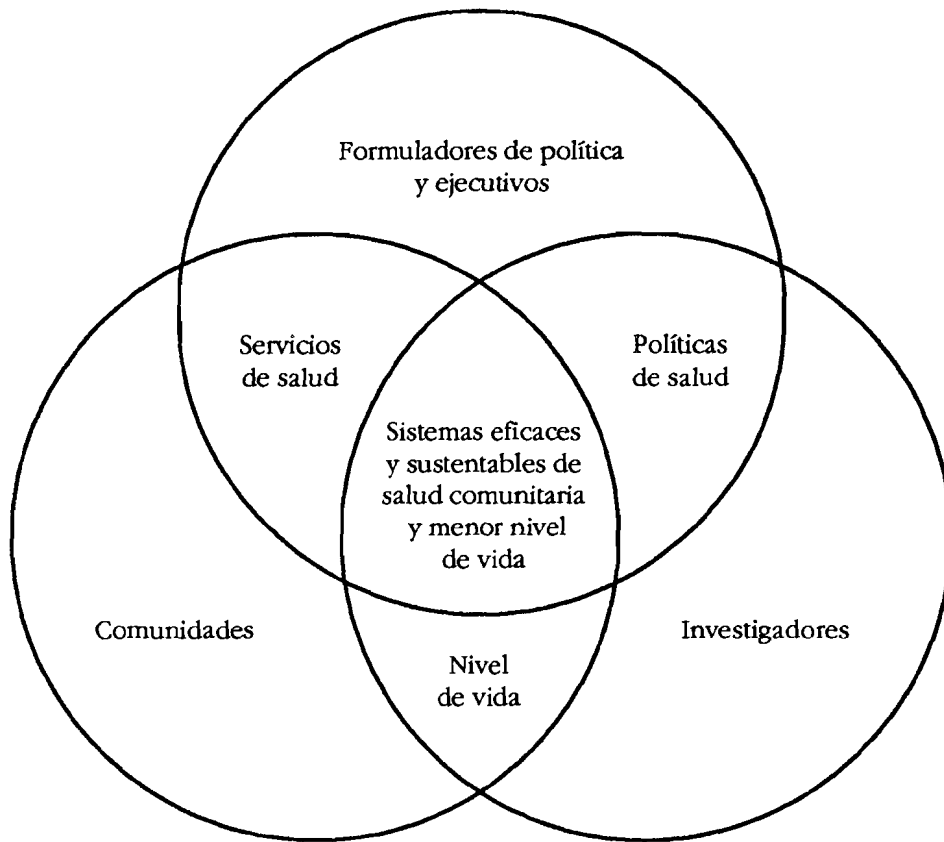 Formuladores de política
y ejecutivos
Servicios
de salud
Políticas
de salud
Sistemas eficaces
y sustentables de
salud comunitaria
y menor nivel
de vida
Comunidades
Investigadores
Nivel
de vida